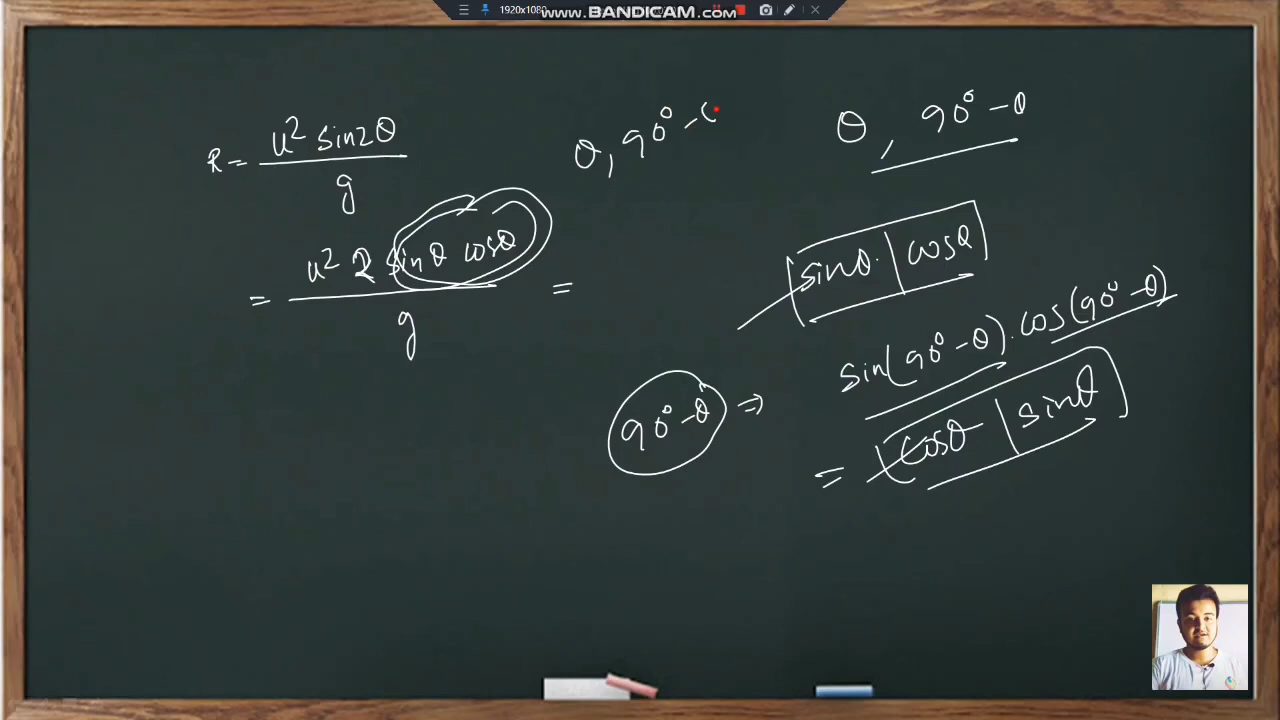 1920x1080
www.BANDICAM.com
R = u² sin2θ / g
θ, 90° -
θ, 90° - θ
= u² 2 sinθ cosθ / g =
sinθ. cosθ
sin(90° - θ). cos(90° - θ)
90° - θ ⇒
= cosθ sinθ